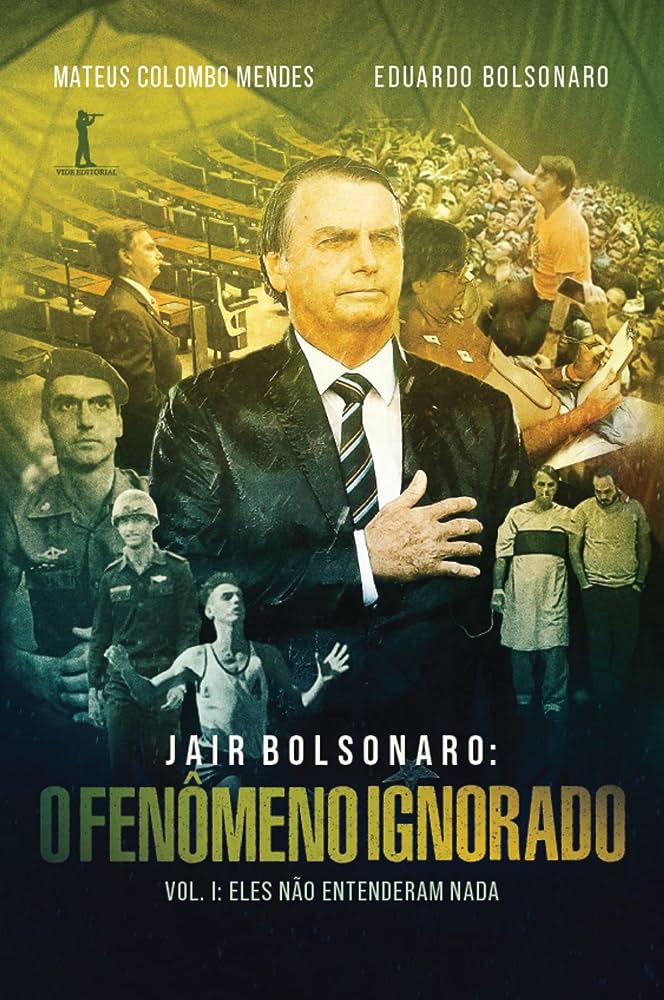 MATEUS COLOMBO MENDES
EDUARDO BOLSONARO
VIDE EDITORIAL
JAIR BOLSONARO:
O FENÔMENO IGNORADO
VOL. I: ELES NÃO ENTENDERAM NADA